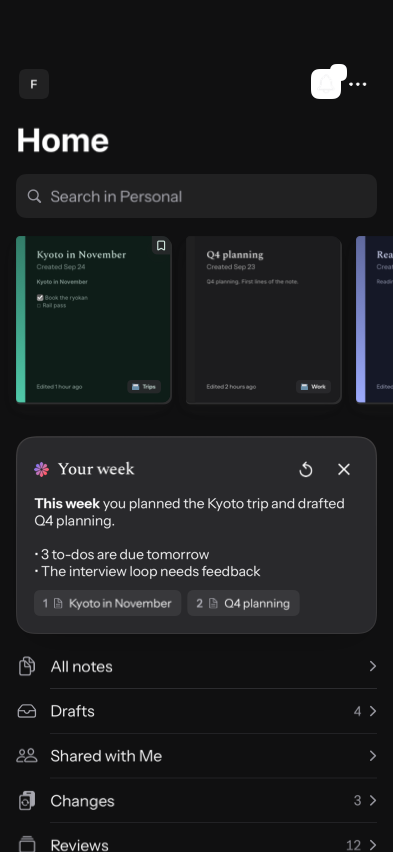 F
Home
Search in Personal
Kyoto in November
Created Sep 24
Kyoto in November
Book the ryokan
Rail pass
Edited 1 hour ago
Trips
Q4 planning
Created Sep 23
Q4 planning. First lines of the note.
Edited 2 hours ago
Work
Your week
This week you planned the Kyoto trip and drafted
Q4 planning.
• 3 to-dos are due tomorrow
• The interview loop needs feedback
1 Kyoto in November
2 Q4 planning
All notes
Drafts 4
Shared with Me
Changes 3
Reviews 12